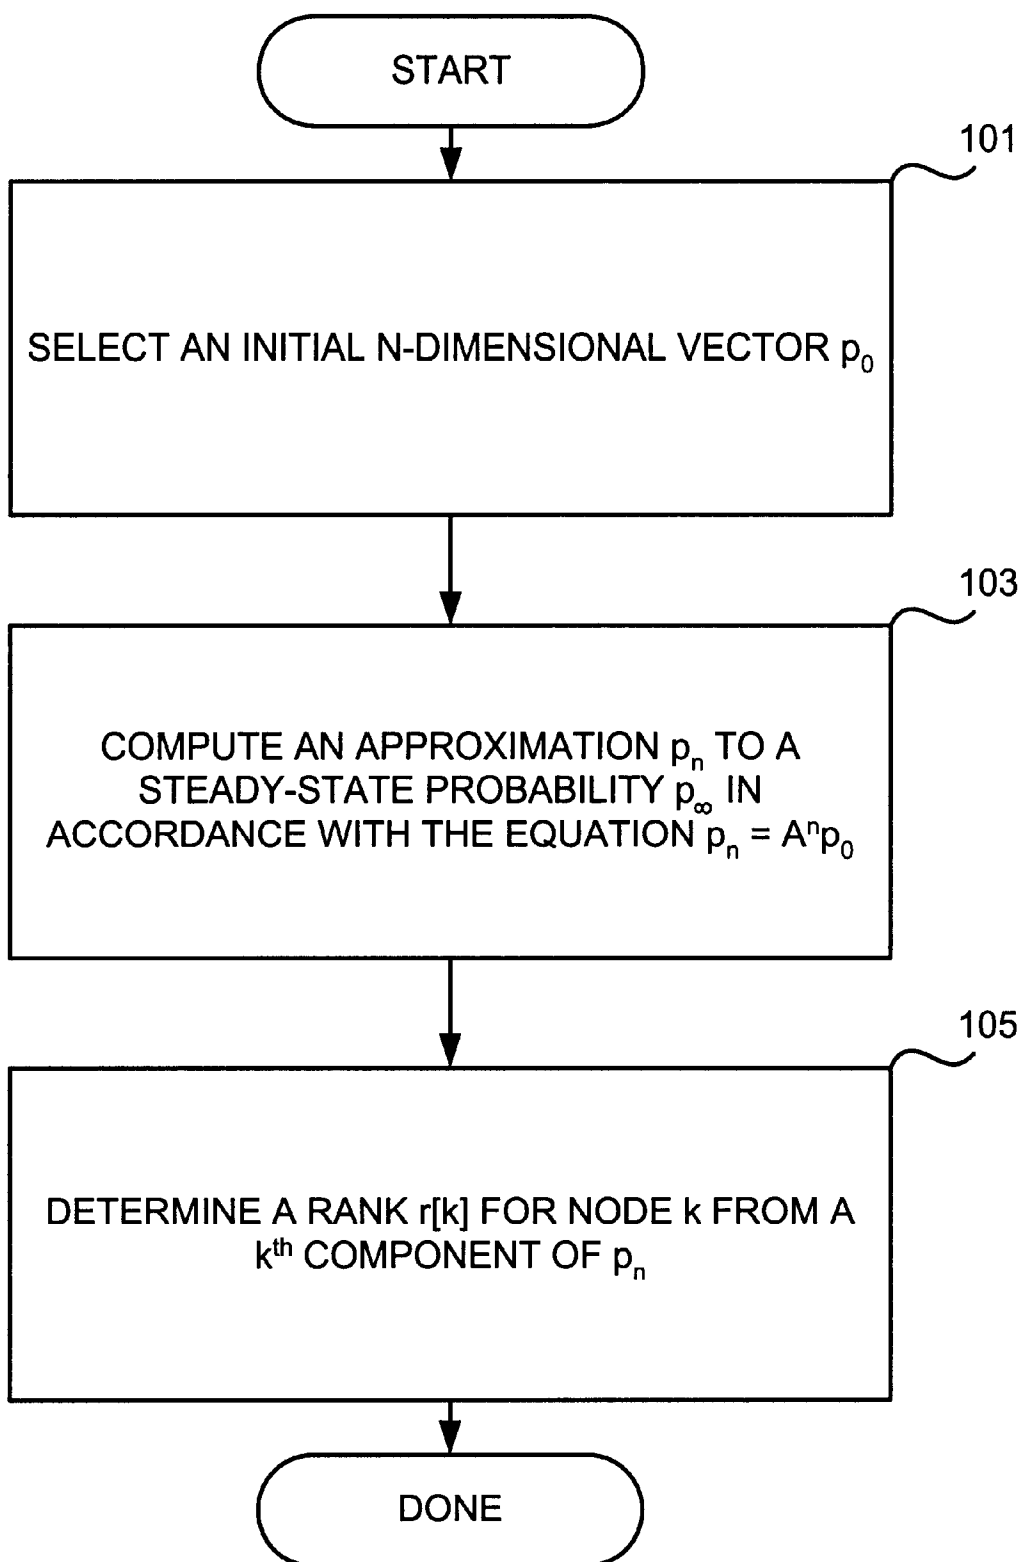 START
101
SELECT AN INITIAL N-DIMENSIONAL VECTOR p₀
103
COMPUTE AN APPROXIMATION pₙ TO A
STEADY-STATE PROBABILITY p∞ IN
ACCORDANCE WITH THE EQUATION pₙ = Aⁿp₀
105
DETERMINE A RANK r[k] FOR NODE k FROM A
kᵗʰ COMPONENT OF pₙ
DONE